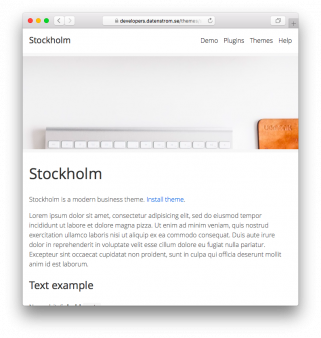 developers.datenstrom.se/themes
Stockholm
Demo Plugins Themes Help
Stockholm
Stockholm is a modern business theme. Install theme.
Lorem ipsum dolor sit amet, consectetur adipisicing elit, sed do eiusmod tempor
incididunt ut labore et dolore magna pizza. Ut enim ad minim veniam, quis nostrud
exercitation ullamco laboris nisi ut aliquip ex ea commodo consequat. Duis aute irure
dolor in reprehenderit in voluptate velit esse cillum dolore eu fugiat nulla pariatur.
Excepteur sint occaecat cupidatat non proident, sunt in culpa qui officia deserunt mollit
anim id est laborum.
Text example